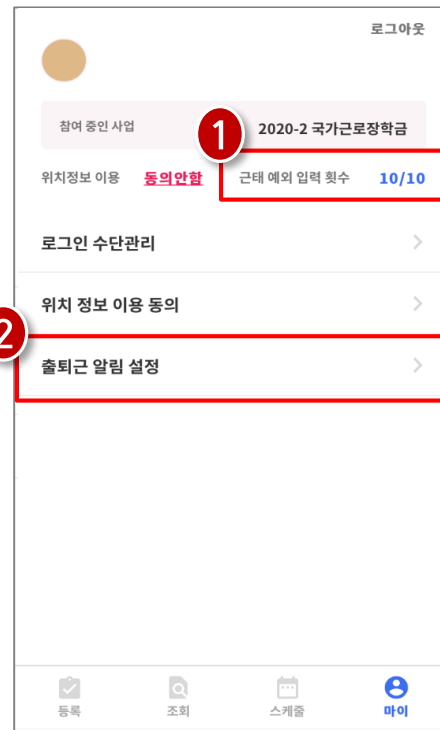 로그아웃
참여 중인 사업 2020-2 국가근로장학금
1
위치정보 이용 동의안함 근태 예외 입력 횟수 10/10
로그인 수단관리
위치 정보 이용 동의
2
출퇴근 알림 설정
등록 조회 스케줄 마이